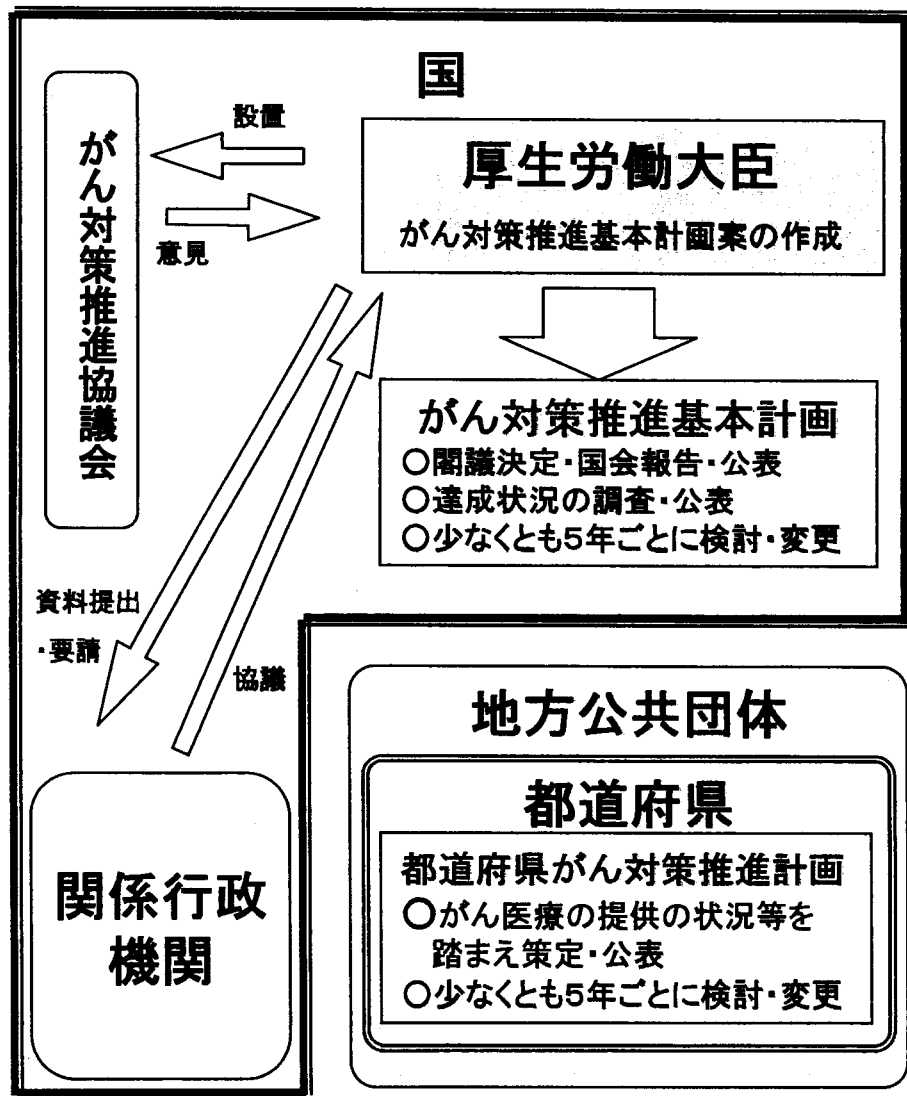 国
がん対策推進協議会
設置
意見
厚生労働大臣
がん対策推進基本計画案の作成
がん対策推進基本計画
○閣議決定・国会報告・公表
○達成状況の調査・公表
○少なくとも5年ごとに検討・変更
資料提出
・要請
協議
関係行政
機関
地方公共団体
都道府県
都道府県がん対策推進計画
○がん医療の提供の状況等を
踏まえ策定・公表
○少なくとも5年ごとに検討・変更